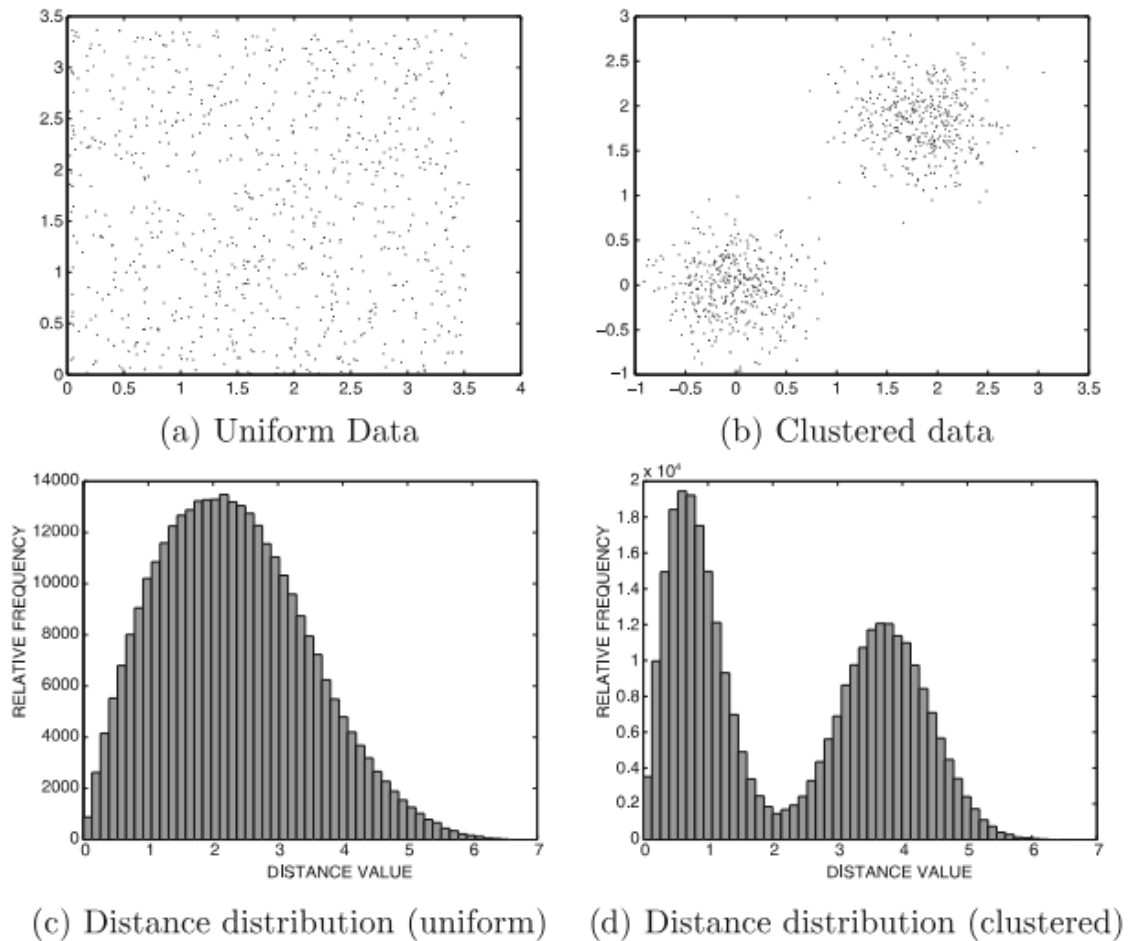 3.5
3
2.5
2
1.5
1
0.5
0
0 0.5 1 1.5 2 2.5 3 3.5 4
(a) Uniform Data
3
2.5
2
1.5
1
0.5
0
−0.5
−1
−1 −0.5 0 0.5 1 1.5 2 2.5 3 3.5
(b) Clustered data
14000
12000
10000
8000
6000
4000
2000
0
RELATIVE FREQUENCY
0 1 2 3 4 5 6 7
DISTANCE VALUE
(c) Distance distribution (uniform)
2 × 10⁴
1.8
1.6
1.4
1.2
1
0.8
0.6
0.4
0.2
0
RELATIVE FREQUENCY
0 1 2 3 4 5 6 7
DISTANCE VALUE
(d) Distance distribution (clustered)